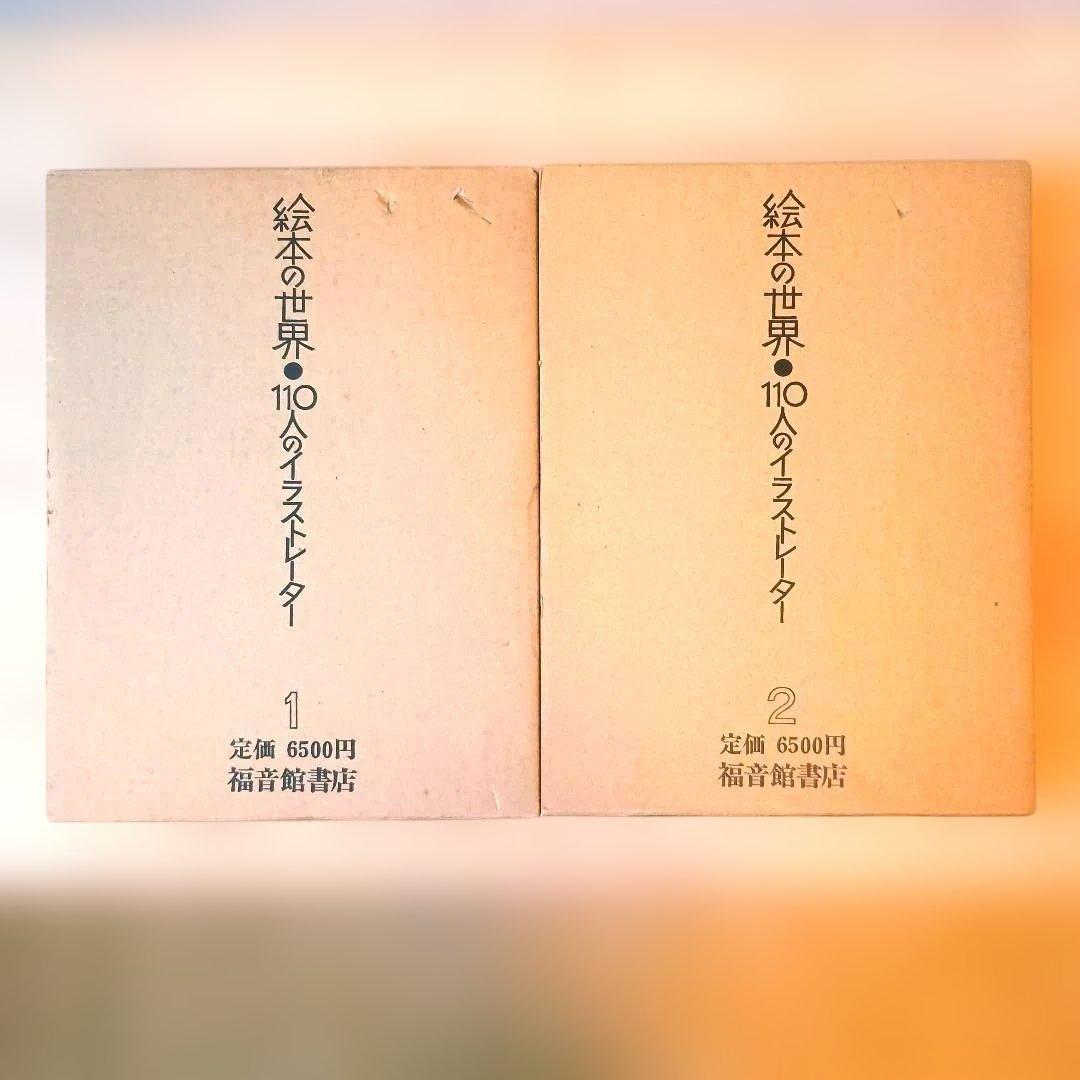 絵本の世界●110人のイラストレーター
1
定価 6500円
福音館書店
絵本の世界●110人のイラストレーター
2
定価 6500円
福音館書店